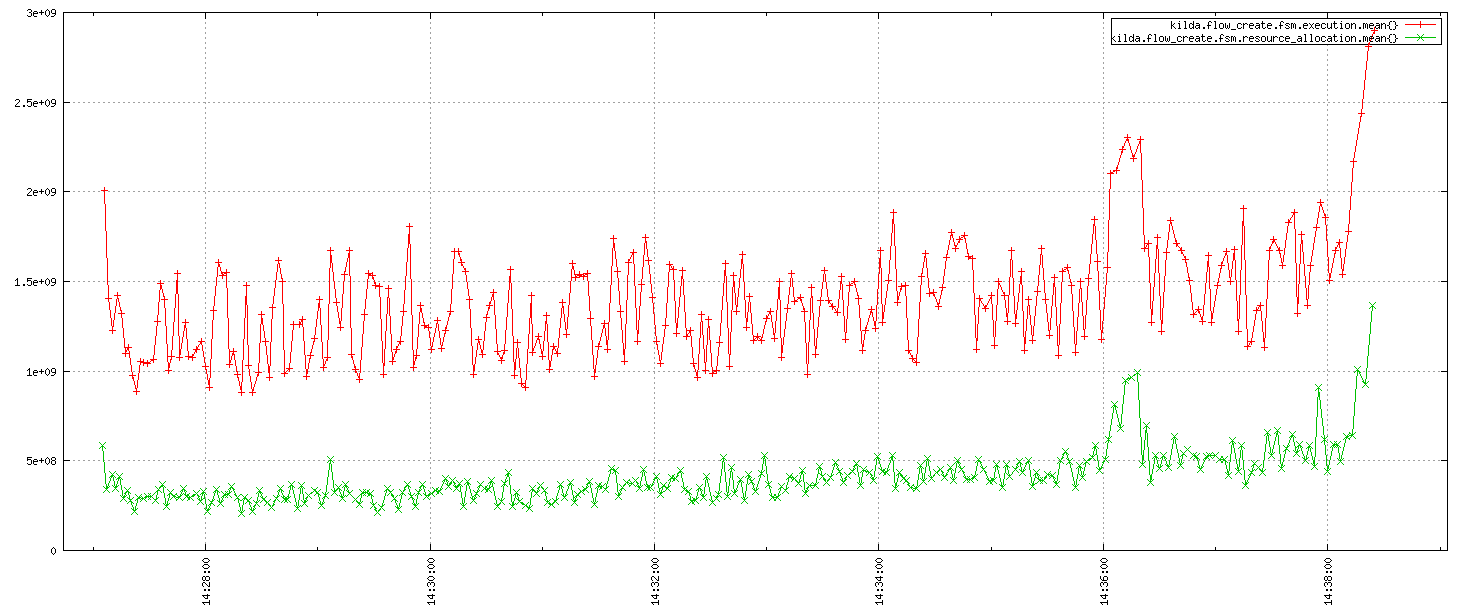 3e+09
kilda.flow_create.fsm.execution.mean{}
kilda.flow_create.fsm.resource_allocation.mean{}
2.5e+09
2e+09
1.5e+09
1e+09
5e+08
0
14:28:00
14:30:00
14:32:00
14:34:00
14:36:00
14:38:00